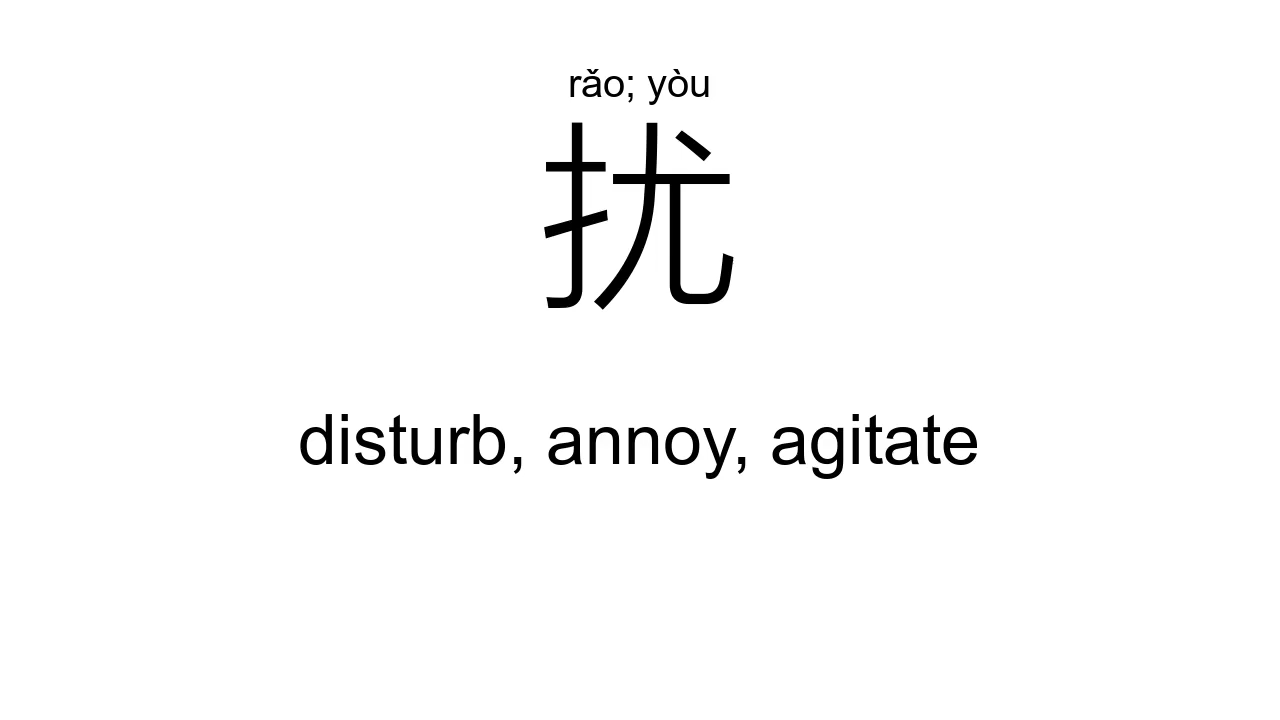 rǎo; yòu
扰
disturb, annoy, agitate